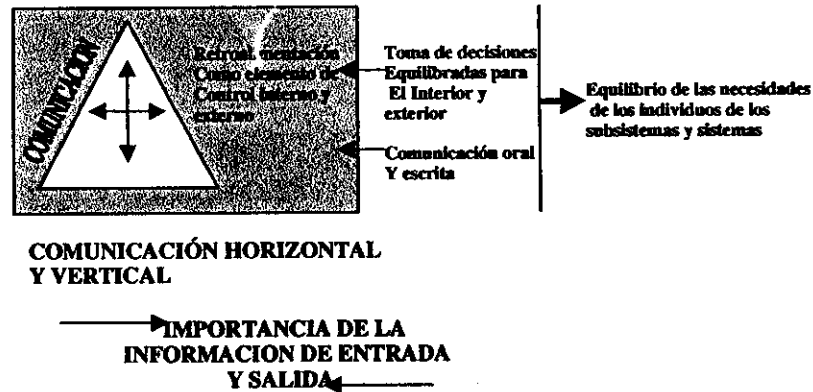 COMUNICACION
Retroalimentación
Como elemento de
Control interno y
externo
Toma de decisiones
Equilibradas para
El Interior y
exterior
Comunicación oral
Y escrita
Equilibrio de las necesidades
de los individuos de los
subsistemas y sistemas
COMUNICACIÓN HORIZONTAL
Y VERTICAL
IMPORTANCIA DE LA
INFORMACION DE ENTRADA
Y SALIDA